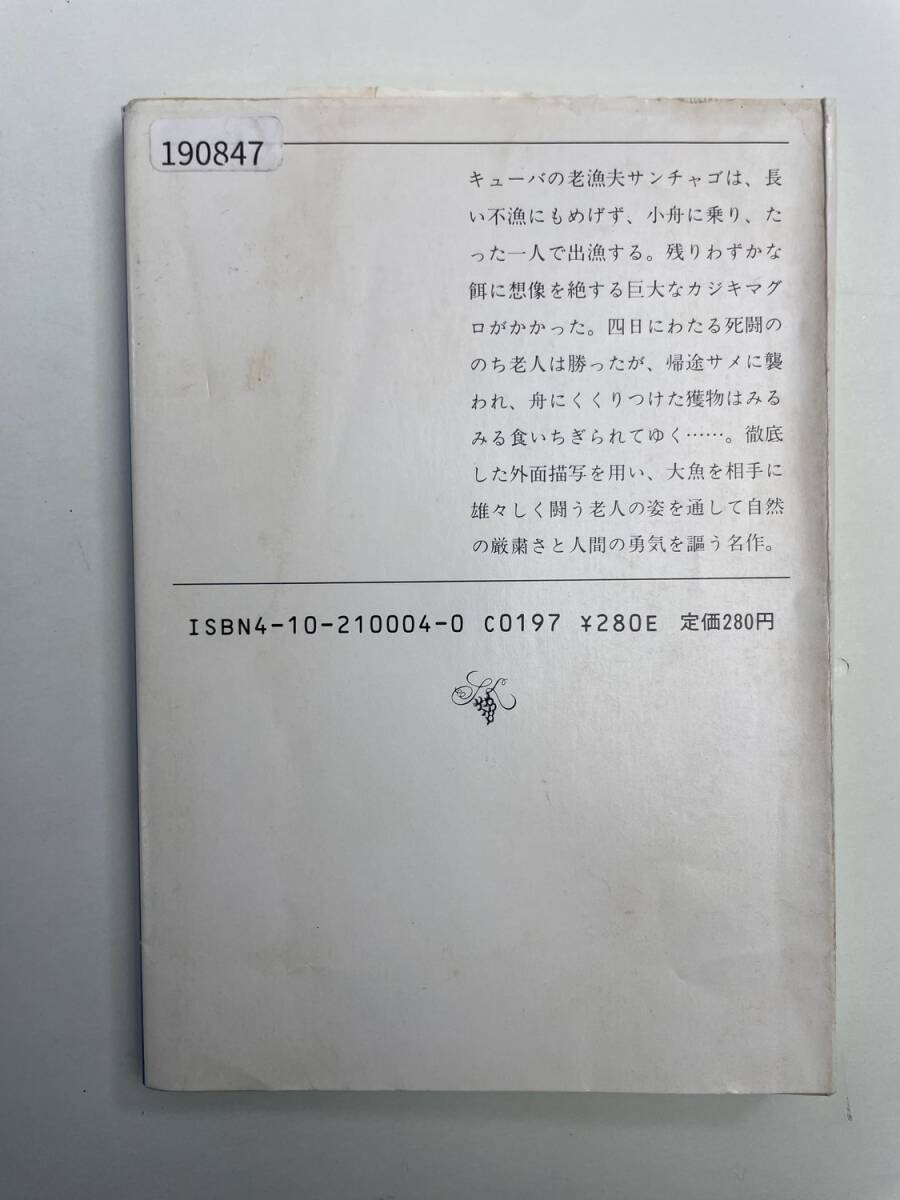 190847
キューバの老漁夫サンチャゴは、長
い不漁にもめげず、小舟に乗り、た
った一人で出漁する。残りわずかな
餌に想像を絶する巨大なカジキマグ
ロがかかった。四日にわたる死闘の
のち老人は勝ったが、帰途サメに襲
われ、舟にくくりつけた獲物はみる
みる食いちぎられてゆく……。徹底
した外面描写を用い、大魚を相手に
雄々しく闘う老人の姿を通して自然
の厳粛さと人間の勇気を謳う名作。
ISBN4-10-210004-0 C0197 ¥280E 定価280円